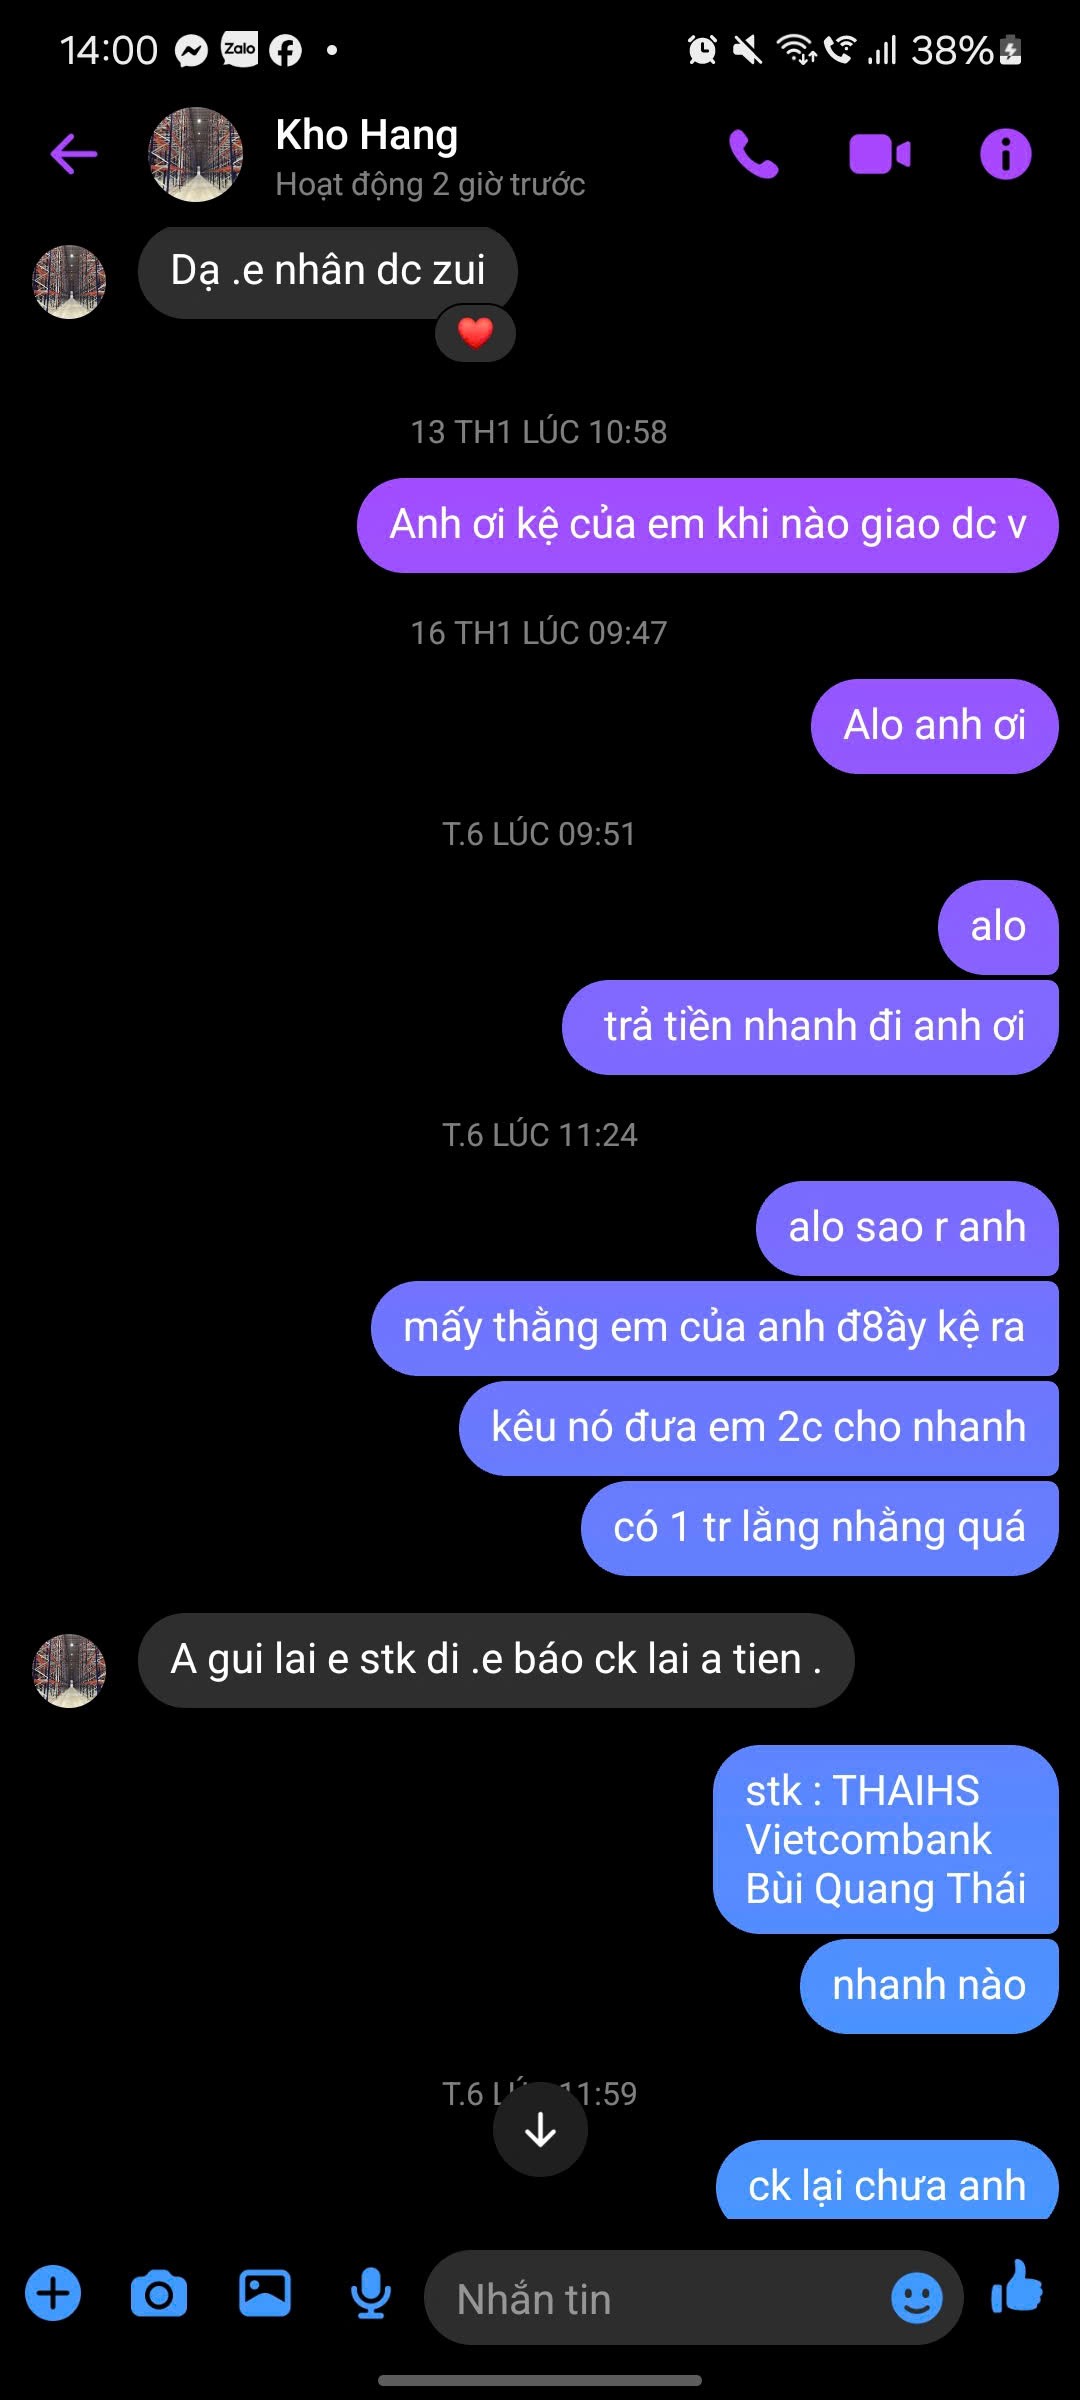 14:00
Zalo
38%
Kho Hang
Hoạt động 2 giờ trước
Dạ .e nhân dc zui
13 TH1 LÚC 10:58
Anh ơi kệ của em khi nào giao dc v
16 TH1 LÚC 09:47
Alo anh ơi
T.6 LÚC 09:51
alo
trả tiền nhanh đi anh ơi
T.6 LÚC 11:24
alo sao r anh
mấy thằng em của anh đ8ầy kệ ra
kêu nó đưa em 2c cho nhanh
có 1 tr lằng nhằng quá
A gui lai e stk di .e báo ck lai a tien .
stk : THAIHS
Vietcombank
Bùi Quang Thái
nhanh nào
T.6 LÚC 11:59
ck lại chưa anh
Nhắn tin